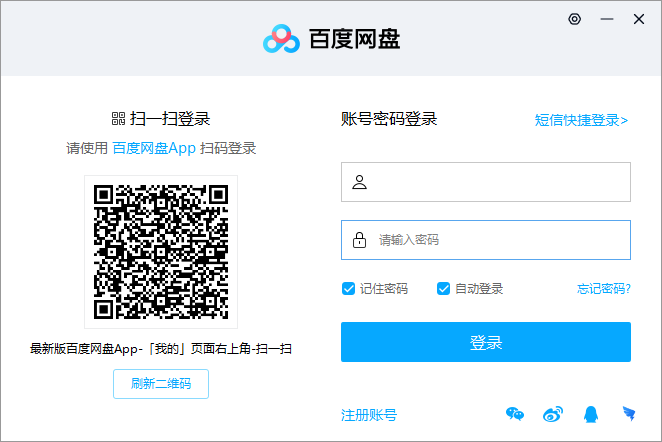 百度网盘
扫一扫登录
请使用 百度网盘App 扫码登录
最新版百度网盘App-「我的」页面右上角-扫一扫
刷新二维码
账号密码登录
短信快捷登录>
请输入密码
记住密码
自动登录
忘记密码?
登录
注册账号